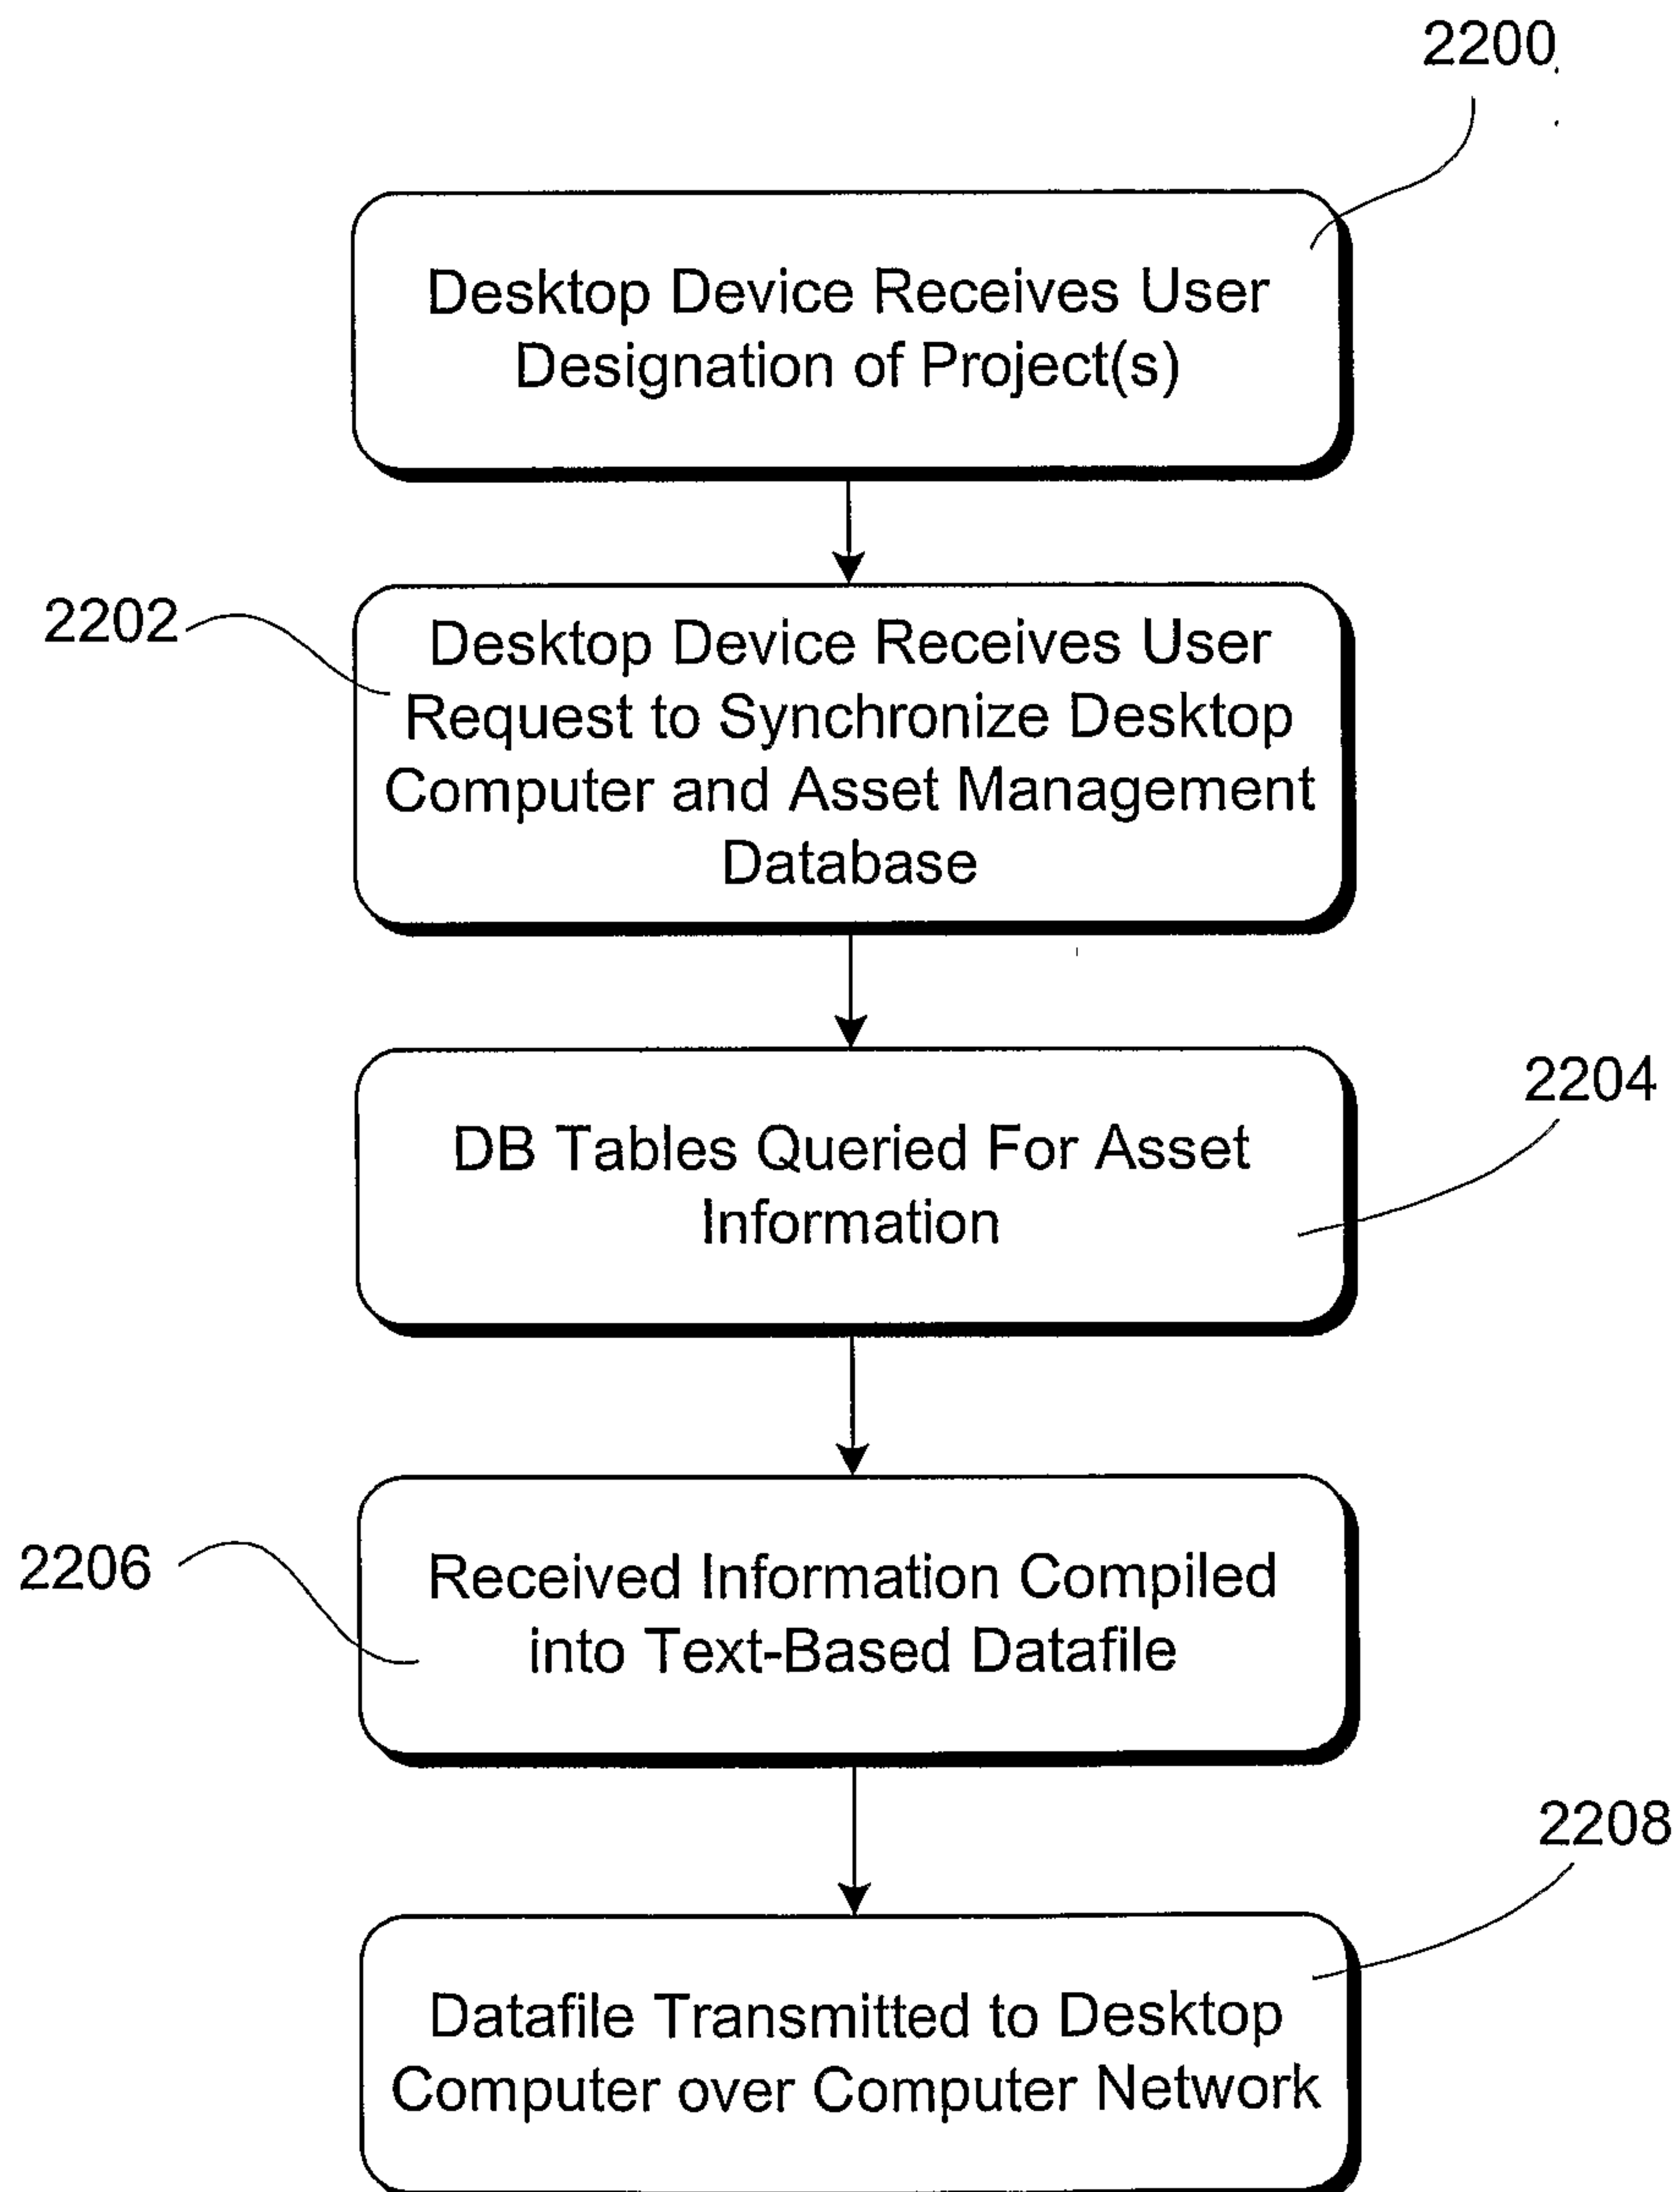 2200
Desktop Device Receives User
Designation of Project(s)
2202
Desktop Device Receives User
Request to Synchronize Desktop
Computer and Asset Management
Database
2204
DB Tables Queried For Asset
Information
2206
Received Information Compiled
into Text-Based Datafile
2208
Datafile Transmitted to Desktop
Computer over Computer Network